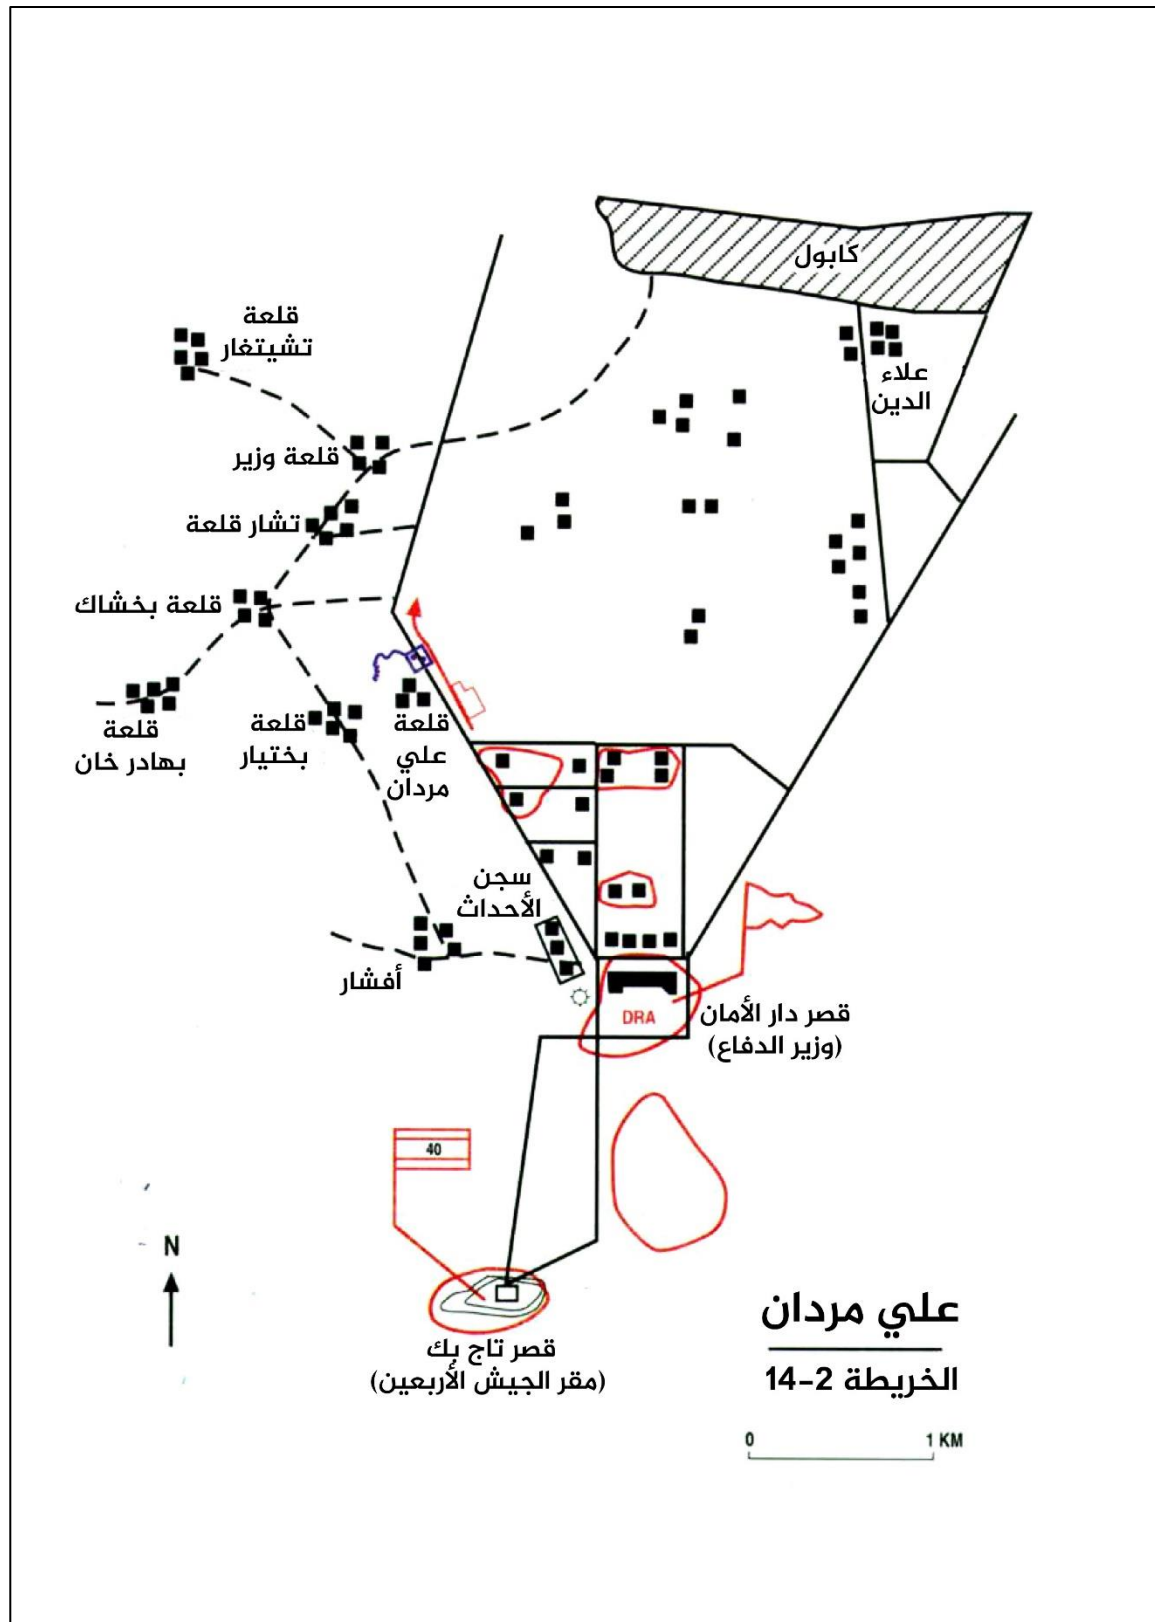 كابول
قلعة
تشيتغار
علاء
الدين
قلعة وزير
تشار قلعة
قلعة بخشاك
قلعة
بهادر خان
قلعة
بختيار
قلعة
علي
مردان
سجن
الأحداث
أفشار
DRA
قصر دار الأمان
(وزير الدفاع)
40
N
قصر تاج بك
(مقر الجيش الأربعين)
علي مردان
الخريطة 2-14
0 1 KM